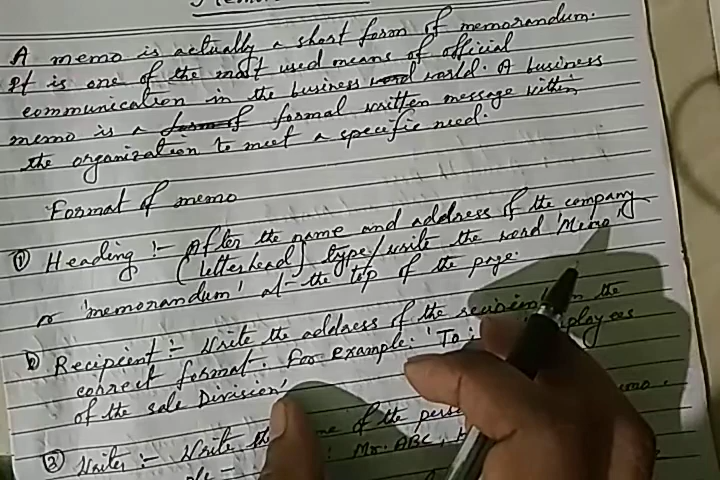 A memo is actually a short form of memorandum.
It is one of the most used means of official
communication in the business world. A business
memo is a formal written message within
the organization to meet a specific need.
Format of memo
① Heading :- After the name and address of the company
(letterhead) type/write the word 'Memo'
or 'memorandum' at the top of the page.
Recipient :- Write the address of the in the
correct format. For example: 'To
of the sale Division'
③ Writer :- Write the of the
Mr. ABC,